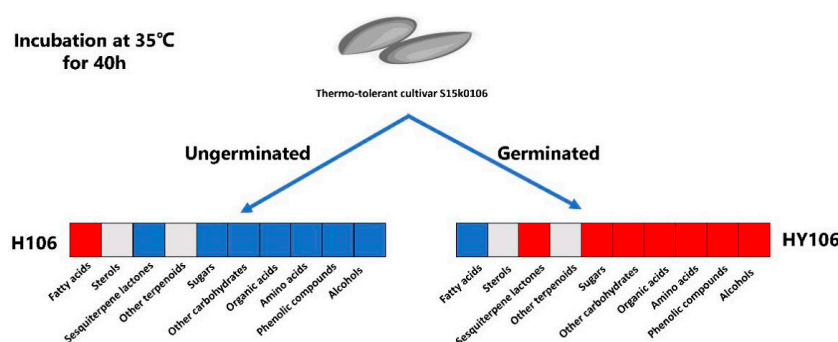 Incubation at 35℃
for 40h
Thermo-tolerant cultivar S15k0106
Ungerminated
Germinated
H106
HY106
Fatty acids
Sterols
Sesquiterpene lactones
Other terpenoids
Sugars
Other carbohydrates
Organic acids
Amino acids
Phenolic compounds
Alcohols
Fatty acids
Sterols
Sesquiterpene lactones
Other terpenoids
Sugars
Other carbohydrates
Organic acids
Amino acids
Phenolic compounds
Alcohols